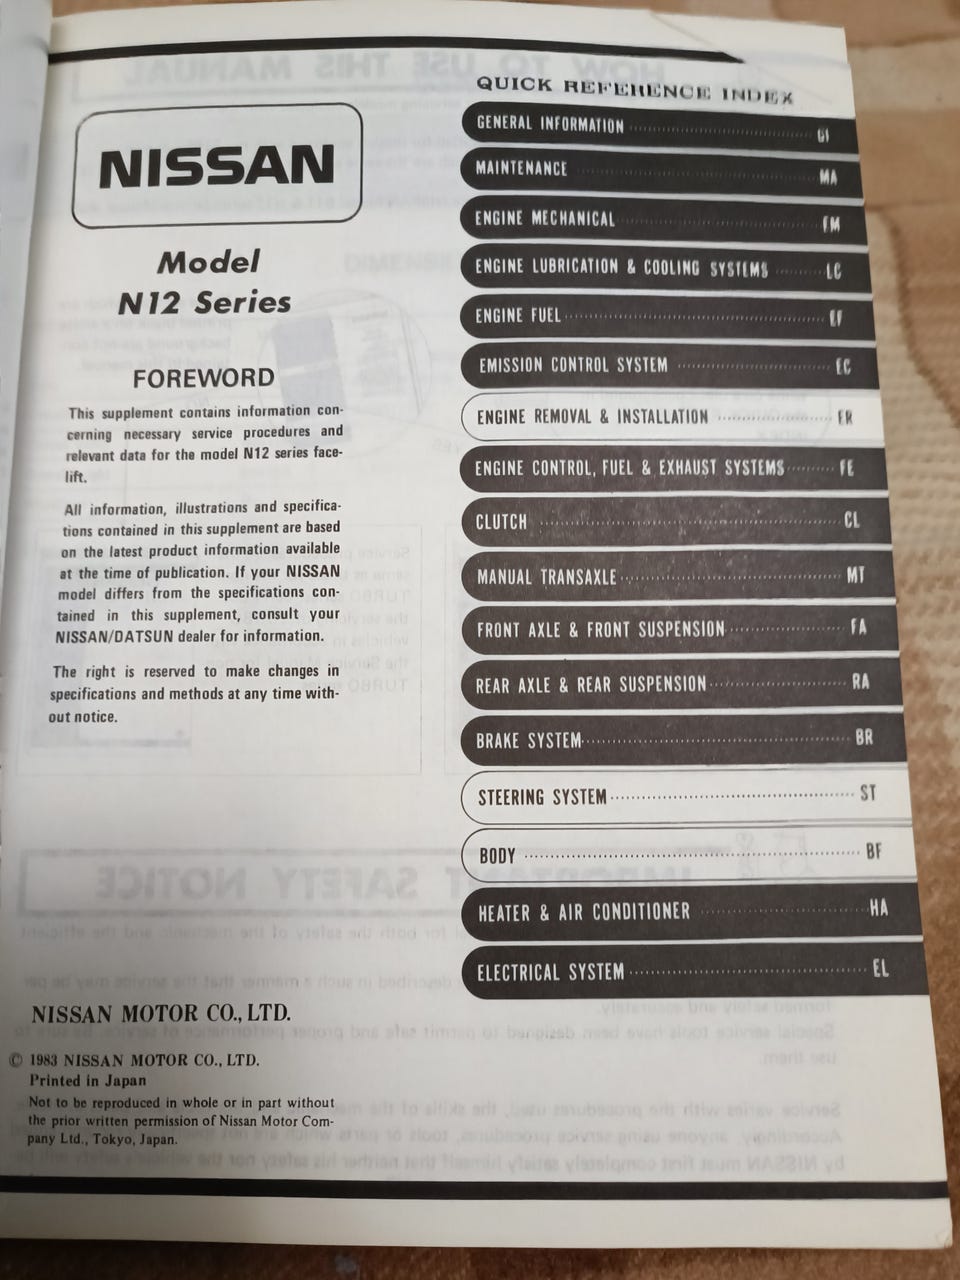 NISSAN
Model
N12 Series
FOREWORD
This supplement contains information con-
cerning necessary service procedures and
relevant data for the model N12 series face-
lift.
All information, illustrations and specifica-
tions contained in this supplement are based
on the latest product information available
at the time of publication. If your NISSAN
model differs from the specifications con-
tained in this supplement, consult your
NISSAN/DATSUN dealer for information.
The right is reserved to make changes in
specifications and methods at any time with-
out notice.
NISSAN MOTOR CO., LTD.
© 1983 NISSAN MOTOR CO., LTD.
Printed in Japan
Not to be reproduced in whole or in part without
the prior written permission of Nissan Motor Com-
pany Ltd., Tokyo, Japan.
QUICK REFERENCE INDEX
GENERAL INFORMATION GI
MAINTENANCE MA
ENGINE MECHANICAL EM
ENGINE LUBRICATION & COOLING SYSTEMS LC
ENGINE FUEL EF
EMISSION CONTROL SYSTEM EC
ENGINE REMOVAL & INSTALLATION ER
ENGINE CONTROL, FUEL & EXHAUST SYSTEMS FE
CLUTCH CL
MANUAL TRANSAXLE MT
FRONT AXLE & FRONT SUSPENSION FA
REAR AXLE & REAR SUSPENSION RA
BRAKE SYSTEM BR
STEERING SYSTEM ST
BODY BF
HEATER & AIR CONDITIONER HA
ELECTRICAL SYSTEM EL